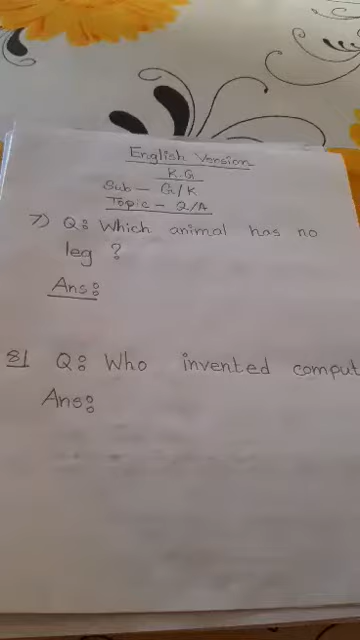 English Version
K.G
Sub - G/K
Topic - Q/A
7) Q: Which animal has no
leg ?
Ans:
8) Q: Who invented comput
Ans: